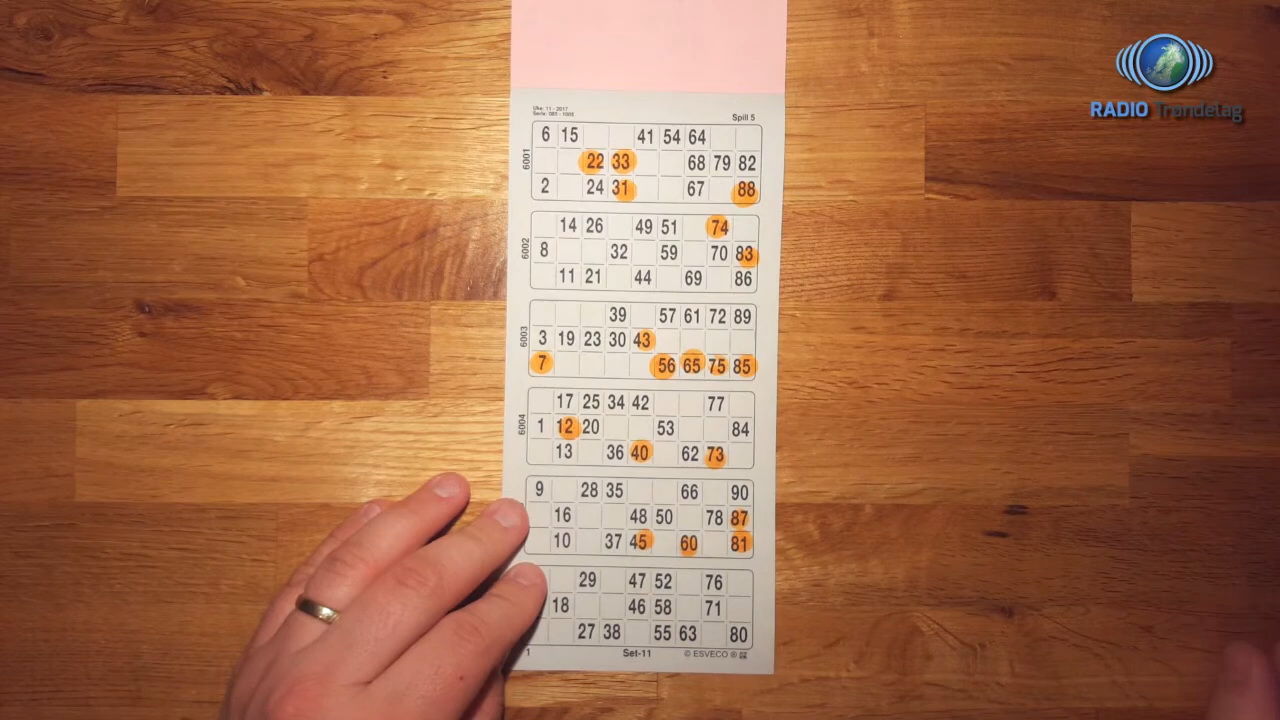 RADIO Trøndelag
Uke: 11 - 2017
Spill 5
6001
6 15 41 54 64
22 33 68 79 82
2 24 31 67 88
6002
14 26 49 51 74
8 32 59 70 83
11 21 44 69 86
6003
39 57 61 72 89
3 19 23 30 43
7 56 65 75 85
6004
17 25 34 42 77
1 12 20 53 84
13 36 40 62 73
9 28 35 66 90
16 48 50 78 87
10 37 45 60 81
29 47 52 76
18 46 58 71
27 38 55 63 80
1 Set-11 © ESVECO ®